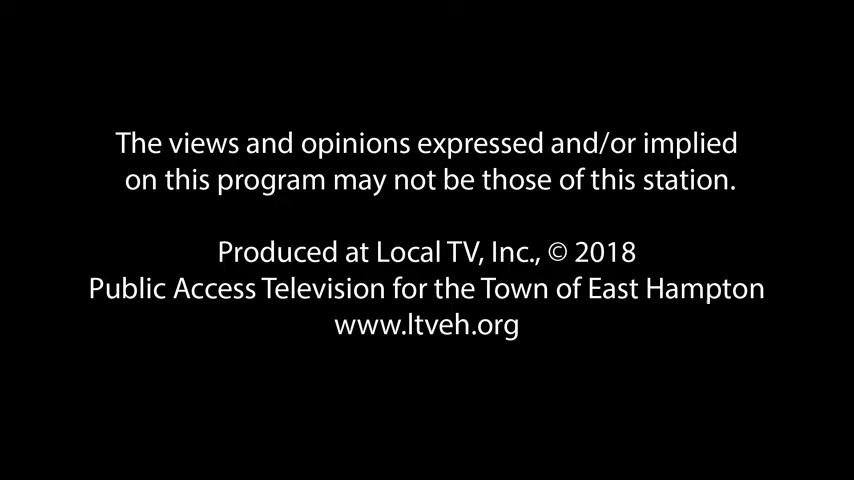 The views and opinions expressed and/or implied
on this program may not be those of this station.
Produced at Local TV, Inc., © 2018
Public Access Television for the Town of East Hampton
www.ltveh.org